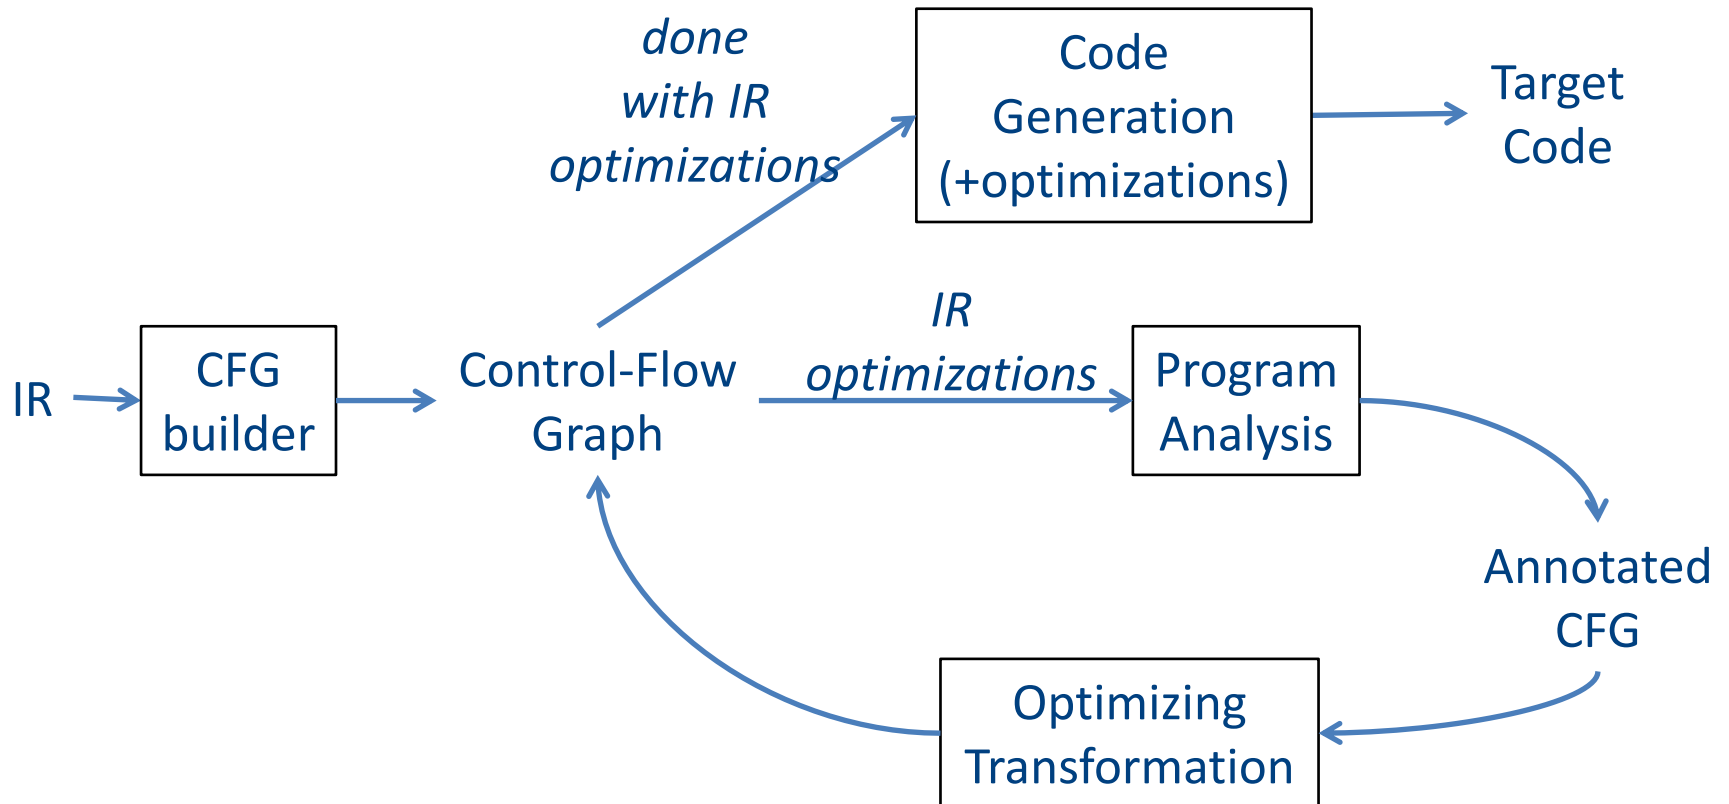 done
with IR
optimizations
Code
Generation
(+optimizations)
Target
Code
IR
CFG
builder
Control-Flow
Graph
IR
optimizations
Program
Analysis
Annotated
CFG
Optimizing
Transformation